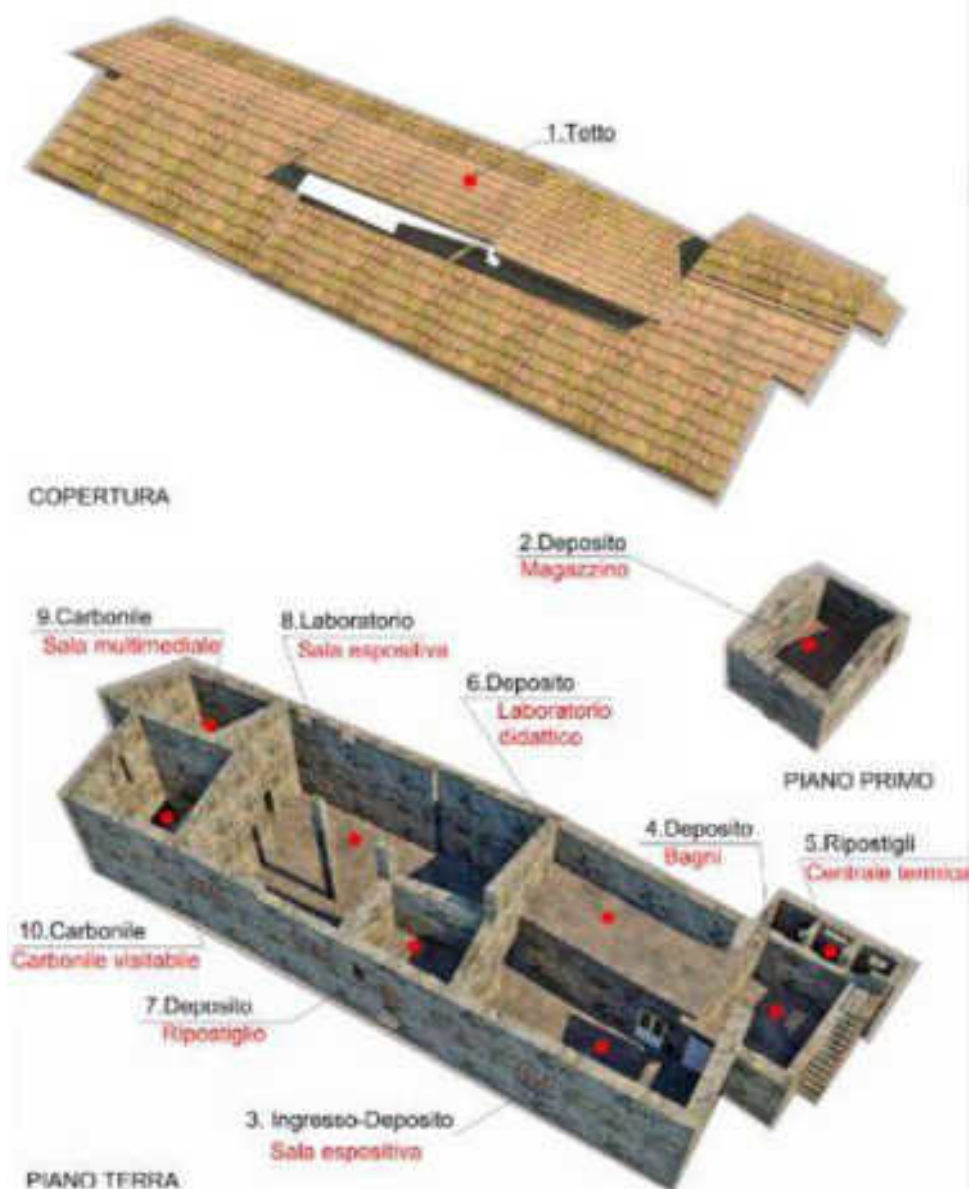 1.Tetto
COPERTURA
2.Deposito
Magazzino
9.Carbonile
Sala multimediale
8.Laboratorio
Sala espositiva
6.Deposito
Laboratorio
didattico
PIANO PRIMO
4.Deposito
Bagni
5.Ripostigli
Centrale termica
10.Carbonile
Carbonile visitabile
7.Deposito
Ripostiglio
3. Ingresso-Deposito
Sala espositiva
PIANO TERRA